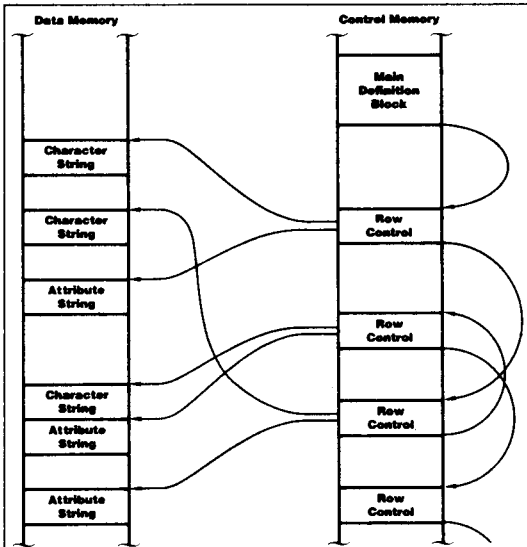 Data Memory
Control Memory
Main
Definition
Block
Character
String
Character
String
Attribute
String
Character
String
Attribute
String
Attribute
String
Row
Control
Row
Control
Row
Control
Row
Control